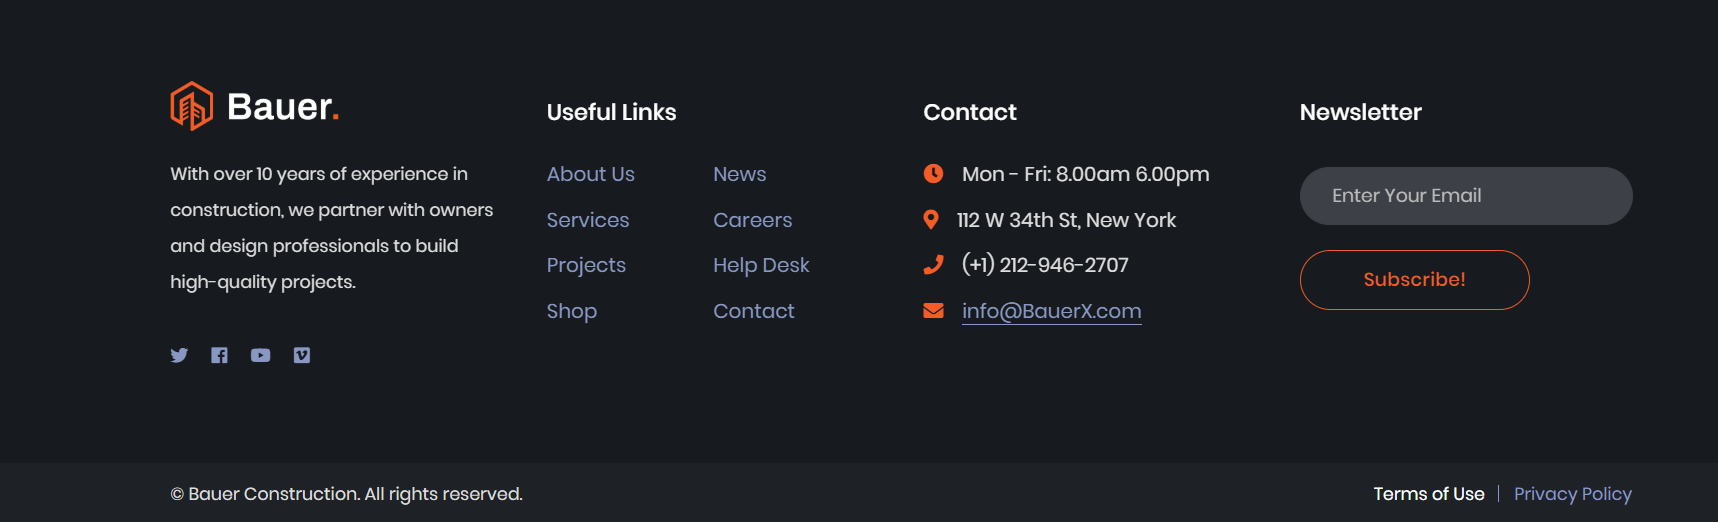 Bauer.
With over 10 years of experience in
construction, we partner with owners
and design professionals to build
high-quality projects.
Useful Links
About Us
Services
Projects
Shop
News
Careers
Help Desk
Contact
Contact
Mon - Fri: 8.00am 6.00pm
112 W 34th St, New York
(+1) 212-946-2707
info@BauerX.com
Newsletter
Enter Your Email
Subscribe!
© Bauer Construction. All rights reserved.
Terms of Use | Privacy Policy